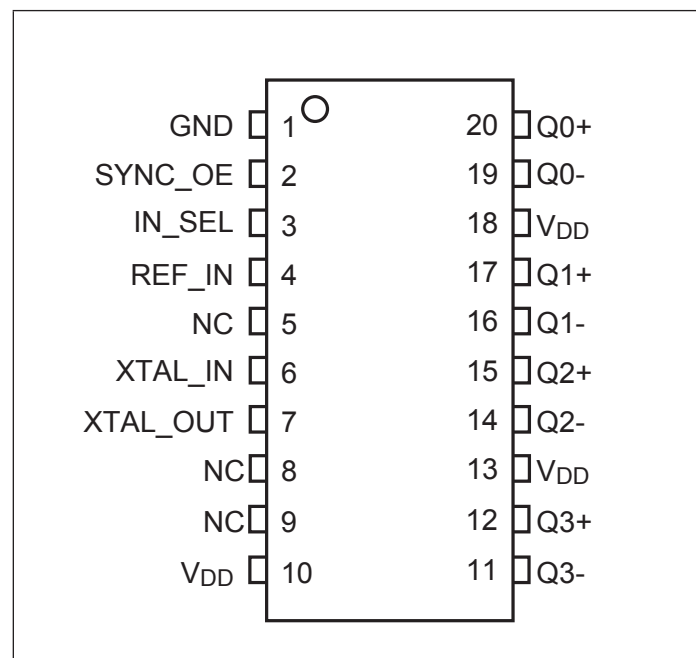 GND 1 20 Q0+
SYNC_OE 2 19 Q0-
IN_SEL 3 18 VDD
REF_IN 4 17 Q1+
NC 5 16 Q1-
XTAL_IN 6 15 Q2+
XTAL_OUT 7 14 Q2-
NC 8 13 VDD
NC 9 12 Q3+
VDD 10 11 Q3-